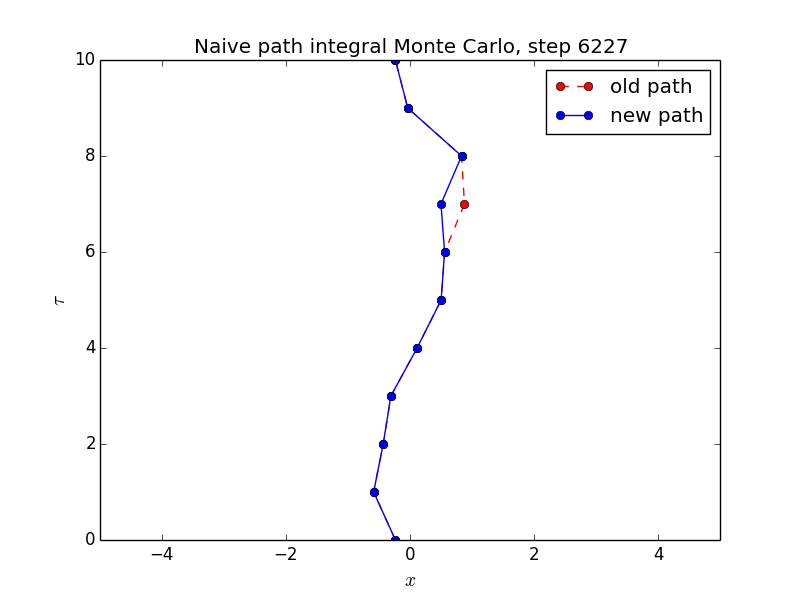 Naive path integral Monte Carlo, step 6227
10
8
6
4
2
0
τ
old path
new path
−4 −2 0 2 4
x